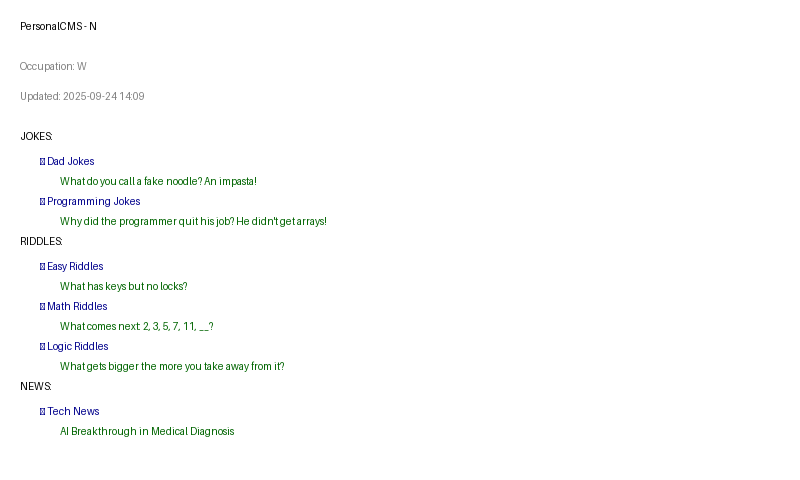 PersonalCMS - N
Occupation: W
Updated: 2025-09-24 14:09
JOKES:
Dad Jokes
What do you call a fake noodle? An impasta!
Programming Jokes
Why did the programmer quit his job? He didn't get arrays!
RIDDLES:
Easy Riddles
What has keys but no locks?
Math Riddles
What comes next: 2, 3, 5, 7, 11, __?
Logic Riddles
What gets bigger the more you take away from it?
NEWS:
Tech News
AI Breakthrough in Medical Diagnosis